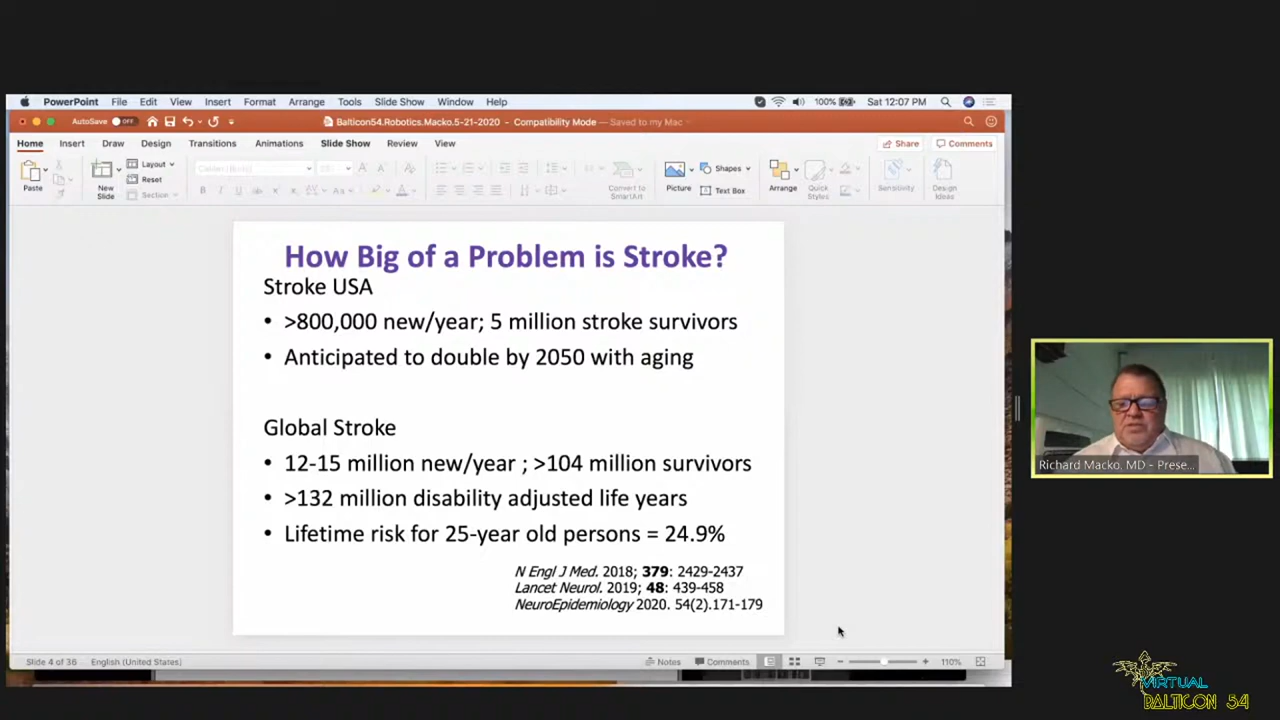 PowerPoint File Edit View Insert Format Arrange Tools Slide Show Window Help 100% Sat 12:07 PM
AutoSave OFF Balticon54.Robotics.Macko.5-21-2020 - Compatibility Mode — Saved to my Mac
Home Insert Draw Design Transitions Animations Slide Show Review View Share Comments
Paste New Slide Layout Reset Section Convert to SmartArt Picture Shapes Text Box Arrange Quick Styles Sensitivity Design Ideas
How Big of a Problem is Stroke?
Stroke USA
• >800,000 new/year; 5 million stroke survivors
• Anticipated to double by 2050 with aging
Global Stroke
• 12-15 million new/year ; >104 million survivors
• >132 million disability adjusted life years
• Lifetime risk for 25-year old persons = 24.9%
N Engl J Med. 2018; 379: 2429-2437
Lancet Neurol. 2019; 48: 439-458
NeuroEpidemiology 2020. 54(2).171-179
Richard Macko, MD - Prese...
Slide 4 of 36 English (United States) Notes Comments 110%
VIRTUAL
BALTICON 54